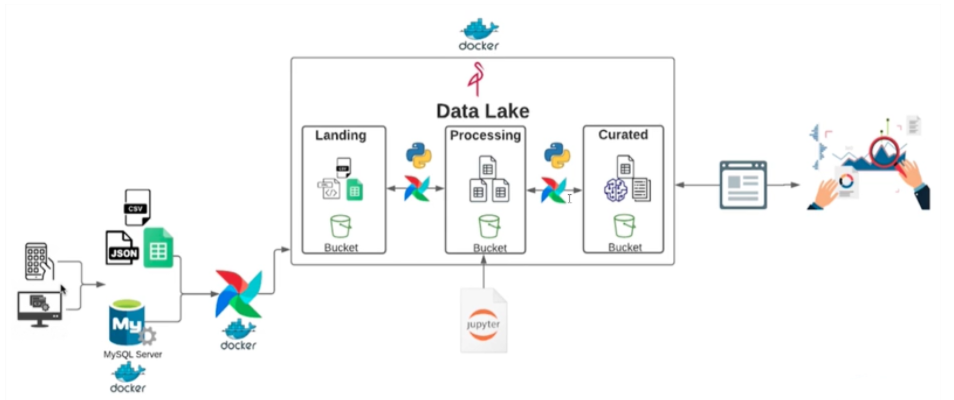 docker
Data Lake
Landing
Processing
Curated
CSV
JSON
Bucket
Bucket
Bucket
My
MySQL Server
docker
docker
jupyter